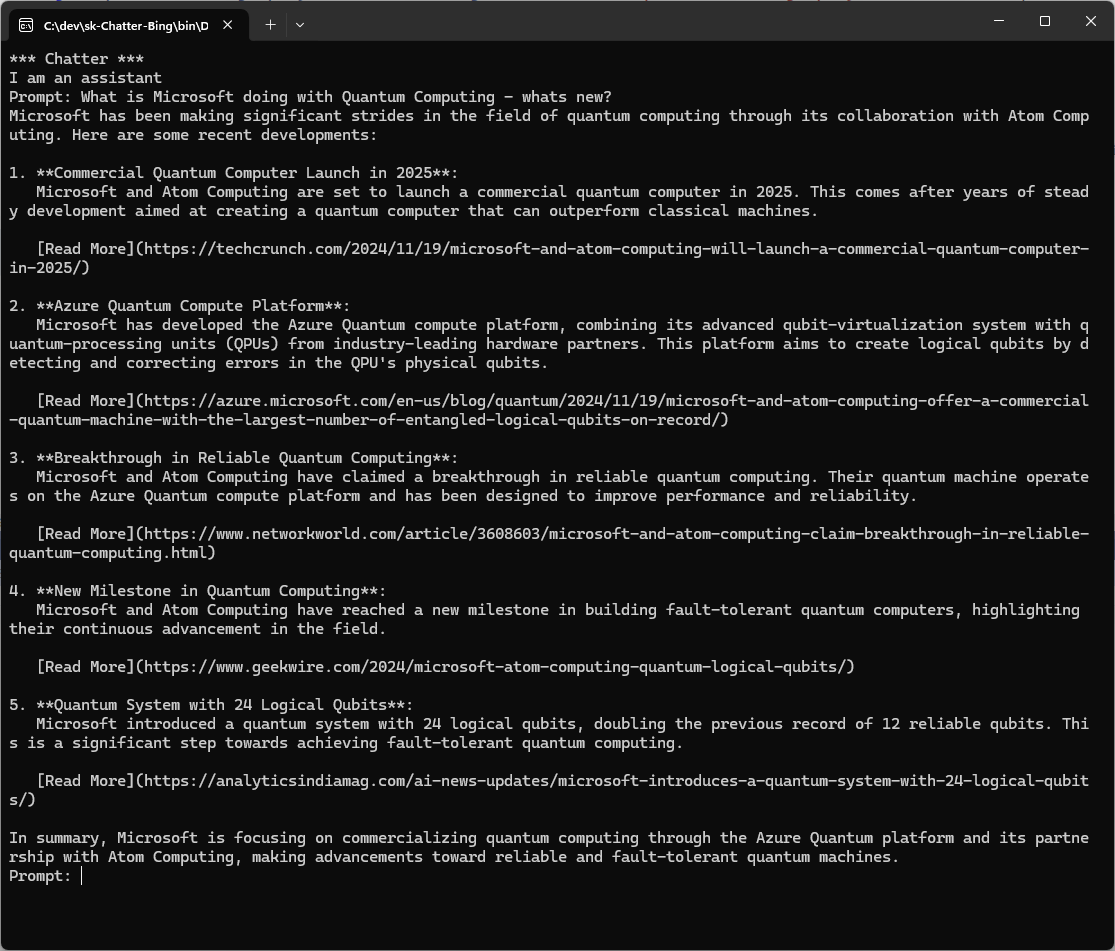 C:\dev\sk-Chatter-Bing\bin\D
*** Chatter ***
I am an assistant
Prompt: What is Microsoft doing with Quantum Computing - whats new?
Microsoft has been making significant strides in the field of quantum computing through its collaboration with Atom Comp
uting. Here are some recent developments:
1. **Commercial Quantum Computer Launch in 2025**:
Microsoft and Atom Computing are set to launch a commercial quantum computer in 2025. This comes after years of stead
y development aimed at creating a quantum computer that can outperform classical machines.
[Read More](https://techcrunch.com/2024/11/19/microsoft-and-atom-computing-will-launch-a-commercial-quantum-computer-
in-2025/)
2. **Azure Quantum Compute Platform**:
Microsoft has developed the Azure Quantum compute platform, combining its advanced qubit-virtualization system with q
uantum-processing units (QPUs) from industry-leading hardware partners. This platform aims to create logical qubits by d
etecting and correcting errors in the QPU's physical qubits.
[Read More](https://azure.microsoft.com/en-us/blog/quantum/2024/11/19/microsoft-and-atom-computing-offer-a-commercial
-quantum-machine-with-the-largest-number-of-entangled-logical-qubits-on-record/)
3. **Breakthrough in Reliable Quantum Computing**:
Microsoft and Atom Computing have claimed a breakthrough in reliable quantum computing. Their quantum machine operate
s on the Azure Quantum compute platform and has been designed to improve performance and reliability.
[Read More](https://www.networkworld.com/article/3608603/microsoft-and-atom-computing-claim-breakthrough-in-reliable-
quantum-computing.html)
4. **New Milestone in Quantum Computing**:
Microsoft and Atom Computing have reached a new milestone in building fault-tolerant quantum computers, highlighting
their continuous advancement in the field.
[Read More](https://www.geekwire.com/2024/microsoft-atom-computing-quantum-logical-qubits/)
5. **Quantum System with 24 Logical Qubits**:
Microsoft introduced a quantum system with 24 logical qubits, doubling the previous record of 12 reliable qubits. Thi
s is a significant step towards achieving fault-tolerant quantum computing.
[Read More](https://analyticsindiamag.com/ai-news-updates/microsoft-introduces-a-quantum-system-with-24-logical-qubit
s/)
In summary, Microsoft is focusing on commercializing quantum computing through the Azure Quantum platform and its partne
rship with Atom Computing, making advancements toward reliable and fault-tolerant quantum machines.
Prompt: